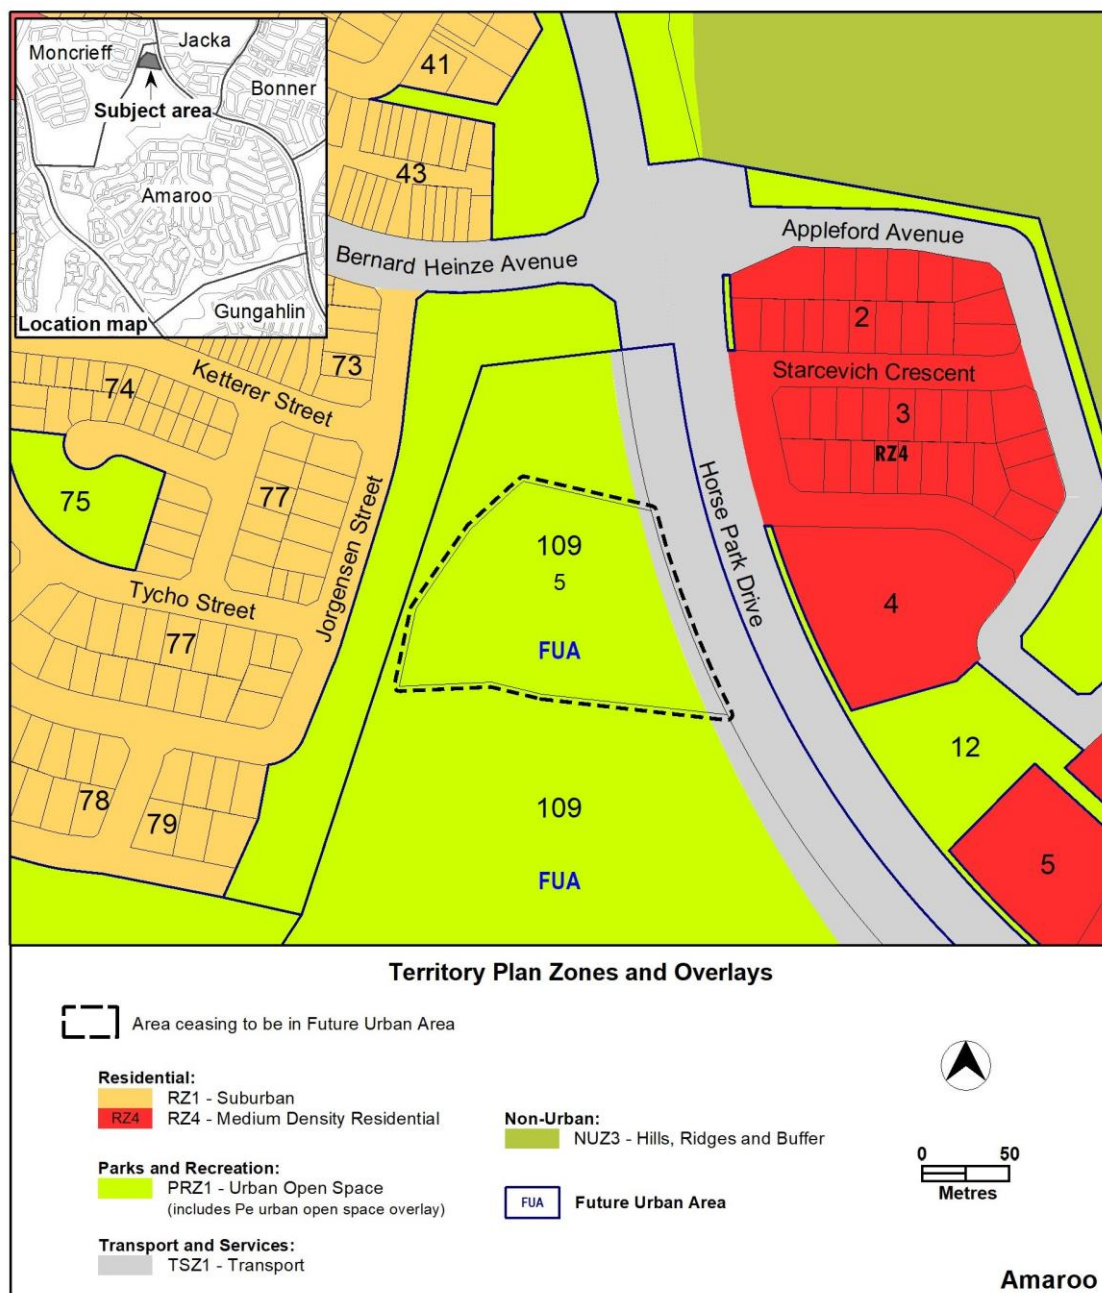 Moncrieff
Jacka
Bonner
Subject area
Amaroo
Gungahlin
Location map
41
43
Bernard Heinze Avenue
Appleford Avenue
2
Starcevich Crescent
3
RZ4
4
73
74
Ketterer Street
75
77
Jorgensen Street
Tycho Street
77
78
79
109
5
FUA
Horse Park Drive
109
FUA
12
5
Territory Plan Zones and Overlays
Area ceasing to be in Future Urban Area
Residential:
RZ1 - Suburban
RZ4 RZ4 - Medium Density Residential
Parks and Recreation:
PRZ1 - Urban Open Space
(includes Pe urban open space overlay)
Transport and Services:
TSZ1 - Transport
Non-Urban:
NUZ3 - Hills, Ridges and Buffer
FUA Future Urban Area
0 50
Metres
Amaroo